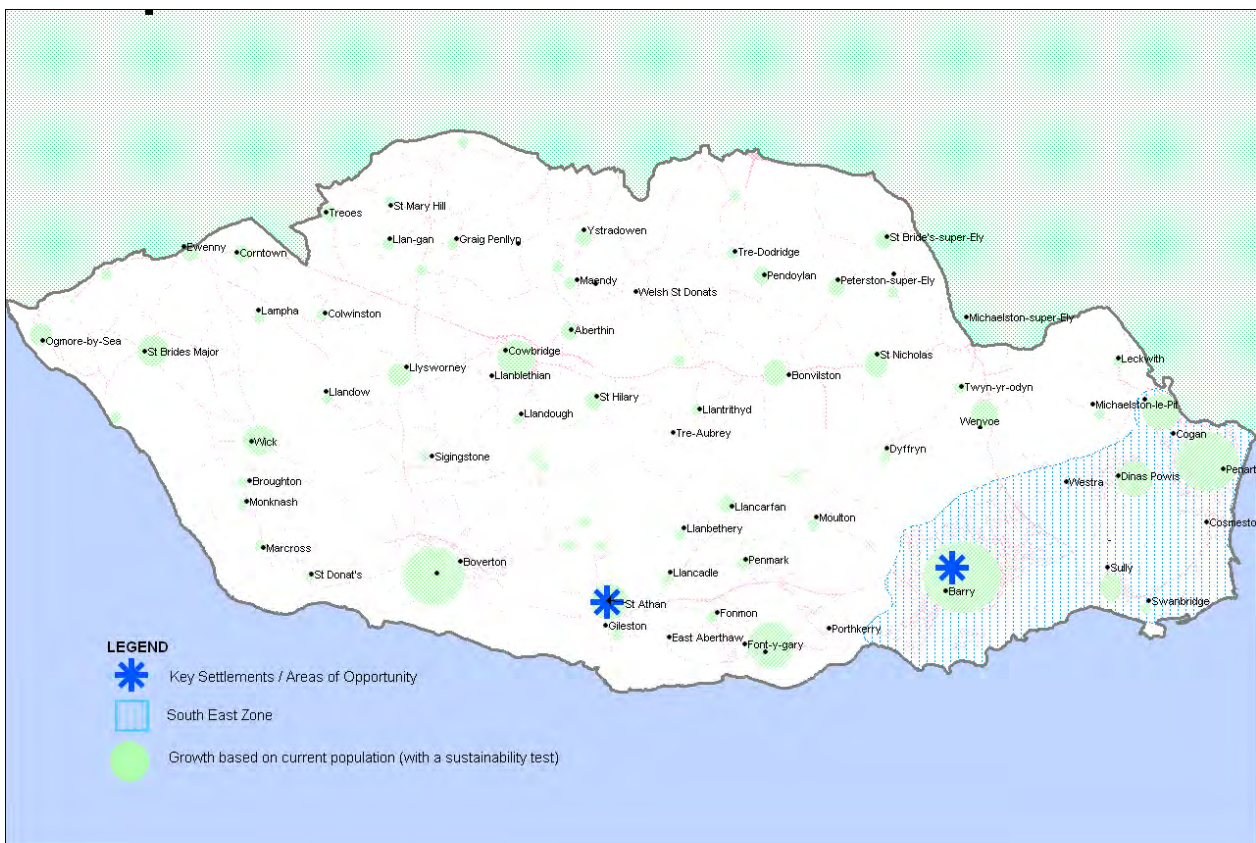 Treoes
St Mary Hill
Llan-gan
Graig Penllyn
Ystradowen
St Bride's-super-Ely
Ewenny
Corntown
Tre-Dodridge
Maendy
Pendoylan
Peterston-super-Ely
Welsh St Donats
Lampha
Colwinston
Michaelston-super-Ely
Aberthin
Ogmore-by-Sea
St Brides Major
Cowbridge
St Nicholas
Leckwith
Llysworney
Llanblethian
Bonvilston
Twyn-yr-odyn
Llandow
St Hilary
Michaelston-le-Pit
Llandough
Llantrithyd
Wenvoe
Tre-Aubrey
Cogan
Wick
Sigingstone
Dyffryn
Penart
Broughton
Westra
Dinas Powis
Monknash
Llancarfan
Moulton
Cosmesto
Llanbethery
Marcross
Boverton
Penmark
St Donat's
Llancadle
Sully
Barry
St Athan
Swanbridge
Fonmon
Gileston
Porthkerry
East Aberthaw
Font-y-gary
LEGEND
Key Settlements / Areas of Opportunity
South East Zone
Growth based on current population (with a sustainability test)